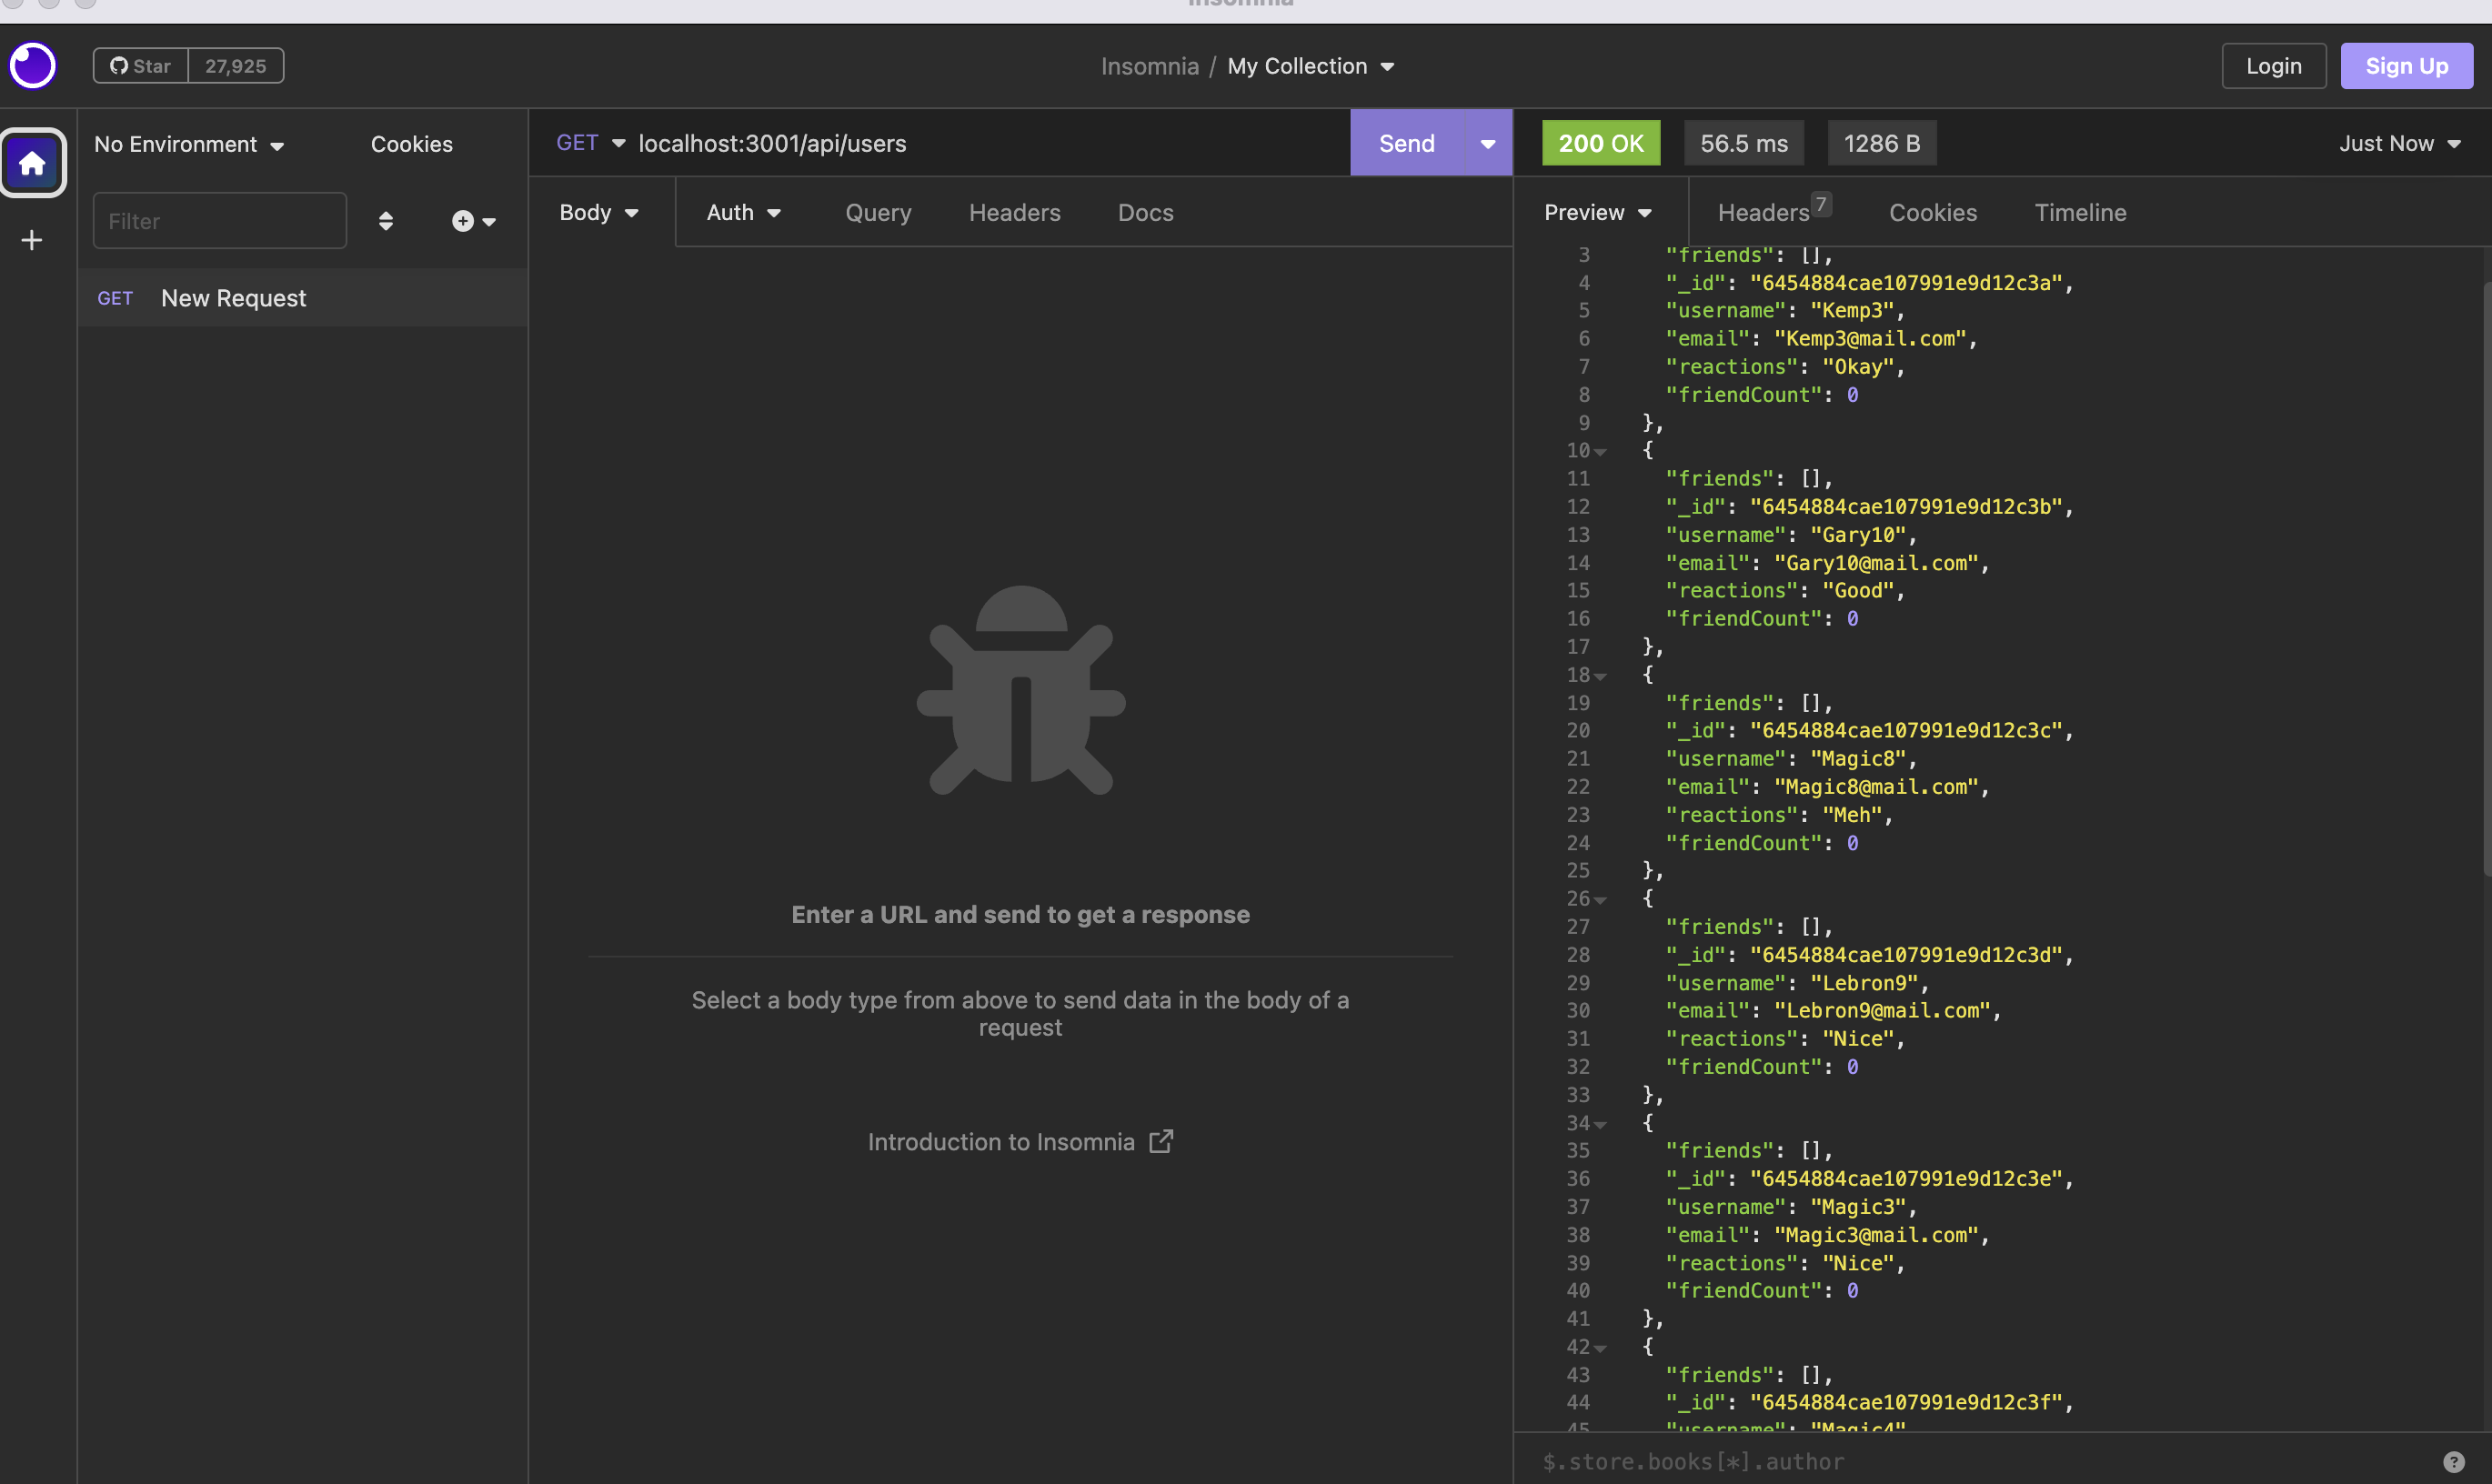 Insomnia
Star 27,925
Insomnia / My Collection
Login
Sign Up
No Environment
Cookies
Filter
GET New Request
GET localhost:3001/api/users
Send
Body
Auth
Query
Headers
Docs
Enter a URL and send to get a response
Select a body type from above to send data in the body of a
request
Introduction to Insomnia
200 OK
56.5 ms
1286 B
Just Now
Preview
Headers 7
Cookies
Timeline
3 "friends": [],
4 "_id": "6454884cae107991e9d12c3a",
5 "username": "Kemp3",
6 "email": "Kemp3@mail.com",
7 "reactions": "Okay",
8 "friendCount": 0
9 },
10 {
11 "friends": [],
12 "_id": "6454884cae107991e9d12c3b",
13 "username": "Gary10",
14 "email": "Gary10@mail.com",
15 "reactions": "Good",
16 "friendCount": 0
17 },
18 {
19 "friends": [],
20 "_id": "6454884cae107991e9d12c3c",
21 "username": "Magic8",
22 "email": "Magic8@mail.com",
23 "reactions": "Meh",
24 "friendCount": 0
25 },
26 {
27 "friends": [],
28 "_id": "6454884cae107991e9d12c3d",
29 "username": "Lebron9",
30 "email": "Lebron9@mail.com",
31 "reactions": "Nice",
32 "friendCount": 0
33 },
34 {
35 "friends": [],
36 "_id": "6454884cae107991e9d12c3e",
37 "username": "Magic3",
38 "email": "Magic3@mail.com",
39 "reactions": "Nice",
40 "friendCount": 0
41 },
42 {
43 "friends": [],
44 "_id": "6454884cae107991e9d12c3f",
45 "username": "Magic4"
$.store.books[*].author